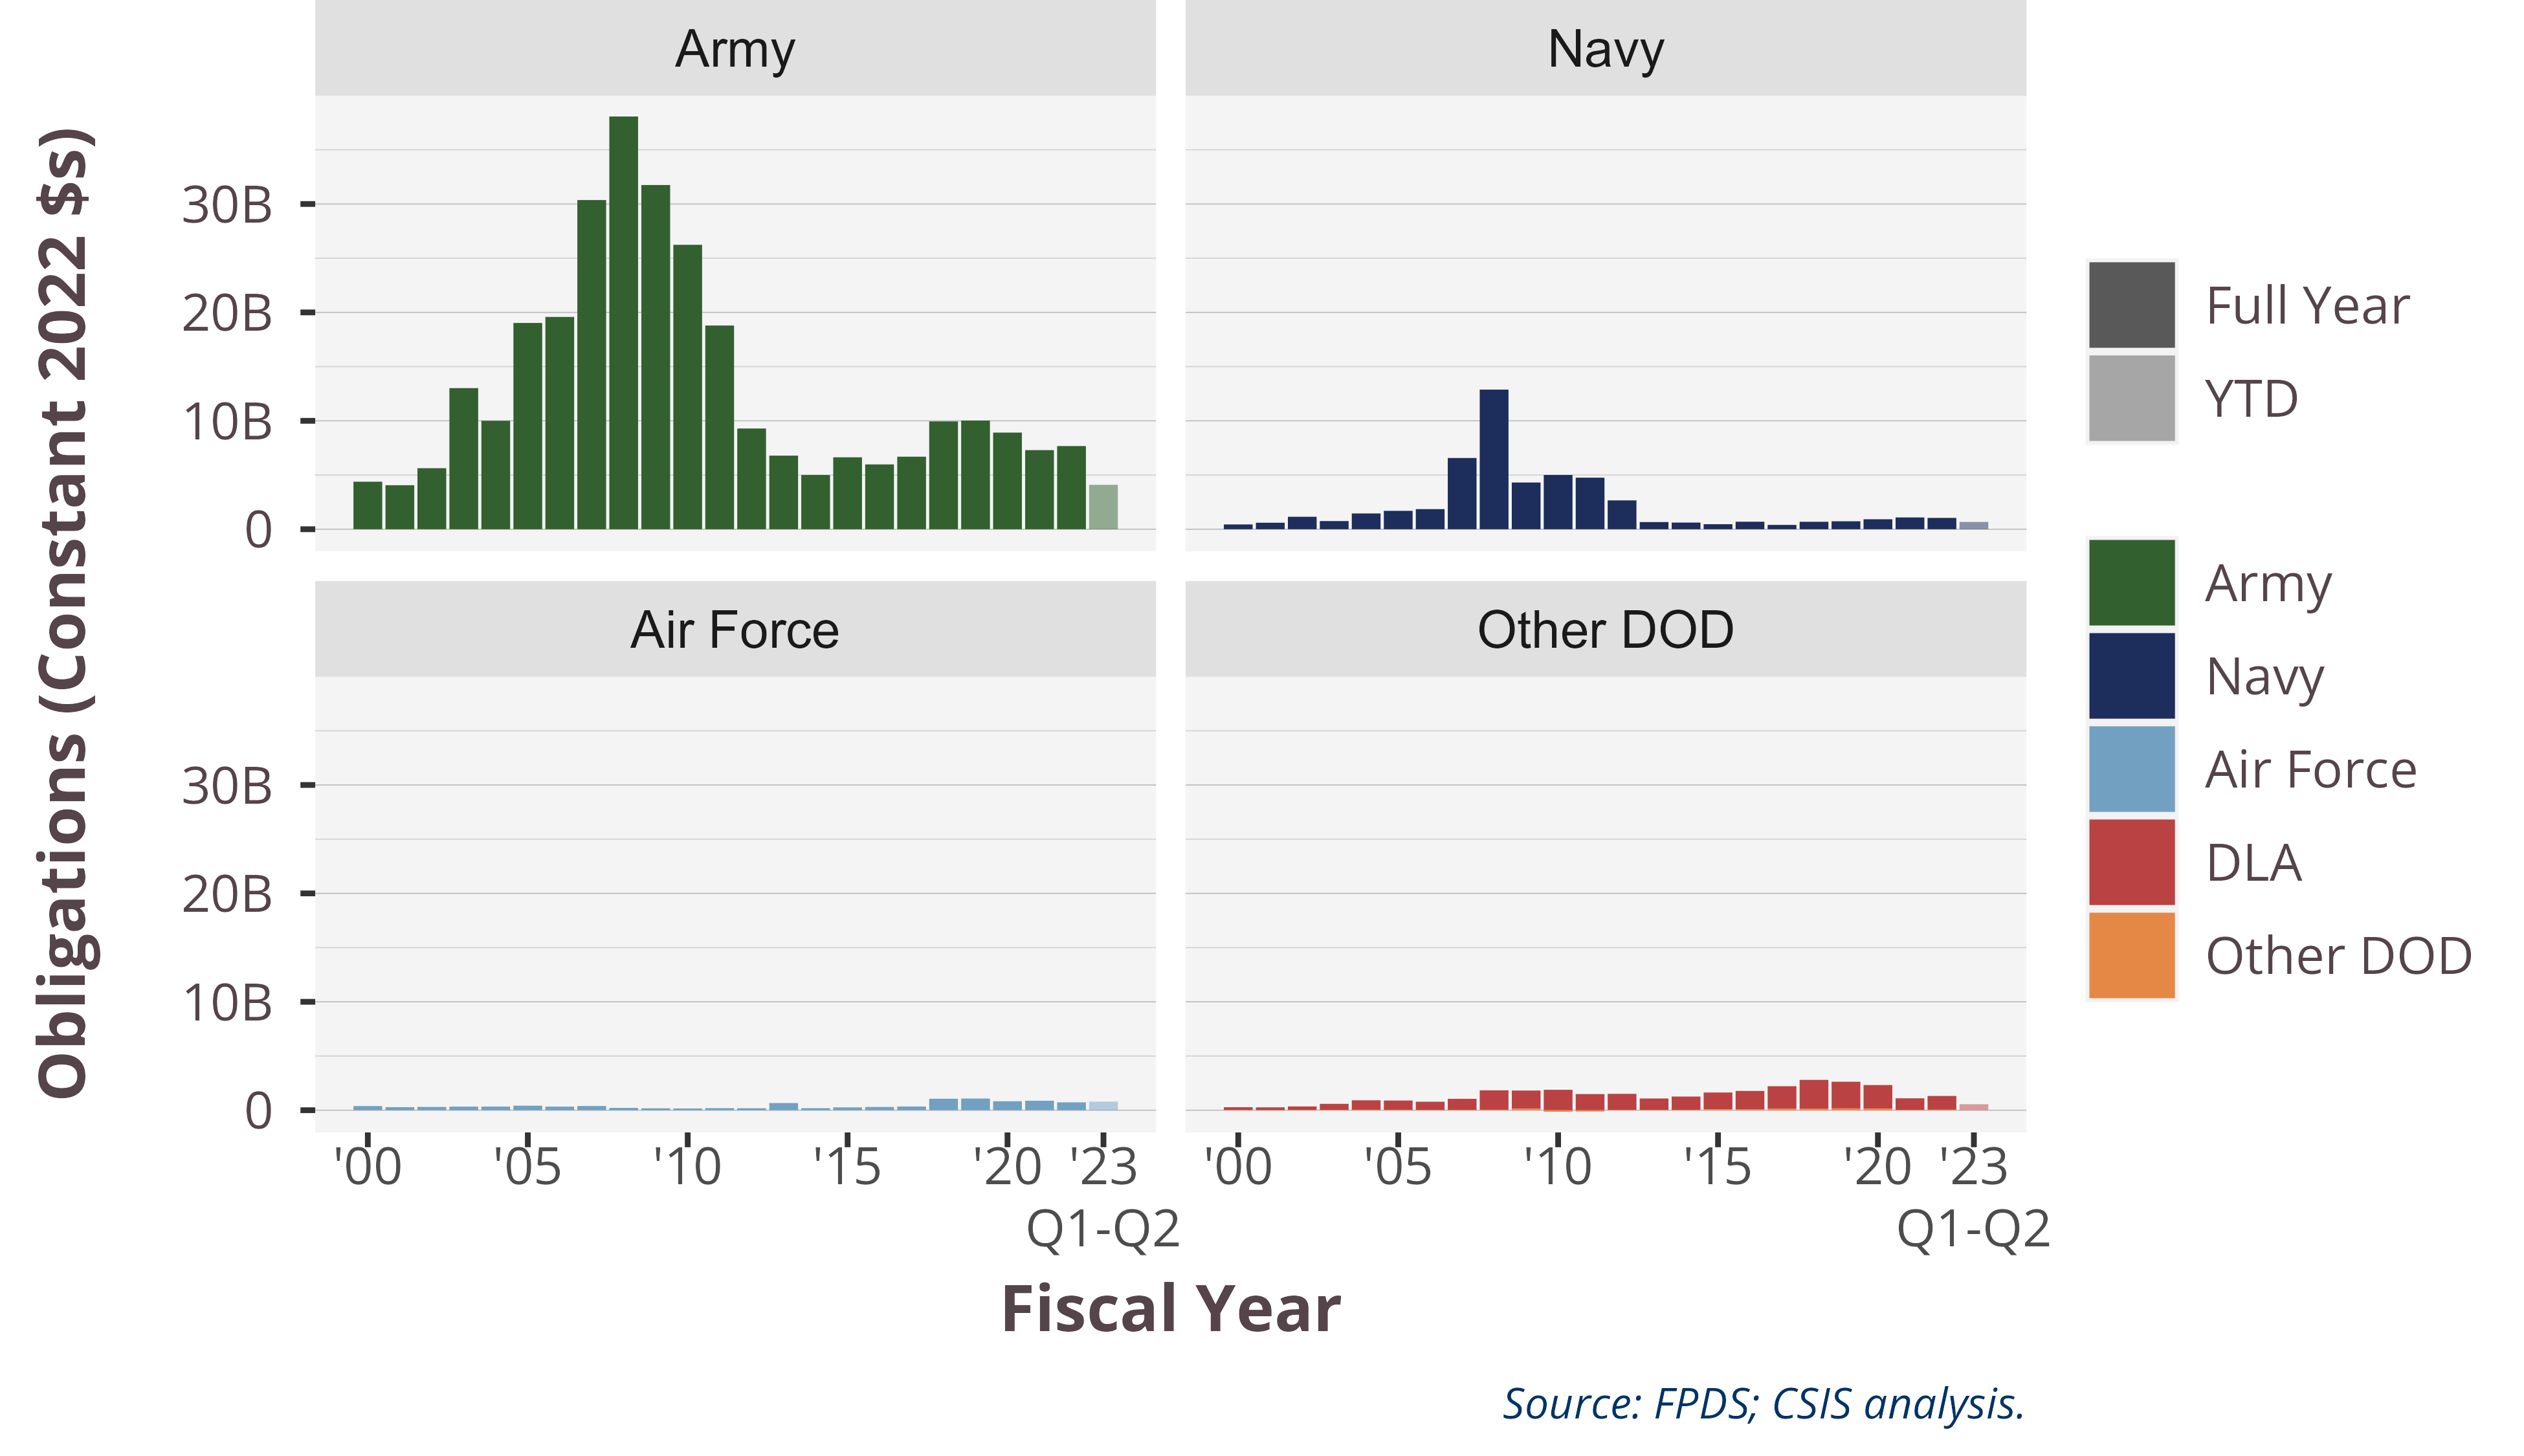 Army
Navy
Obligations (Constant 2022 $s)
30B
20B
10B
0
Air Force
Other DOD
30B
20B
10B
0
'00 '05 '10 '15 '20 '23
Q1-Q2
'00 '05 '10 '15 '20 '23
Q1-Q2
Fiscal Year
Full Year
YTD
Army
Navy
Air Force
DLA
Other DOD
Source: FPDS; CSIS analysis.